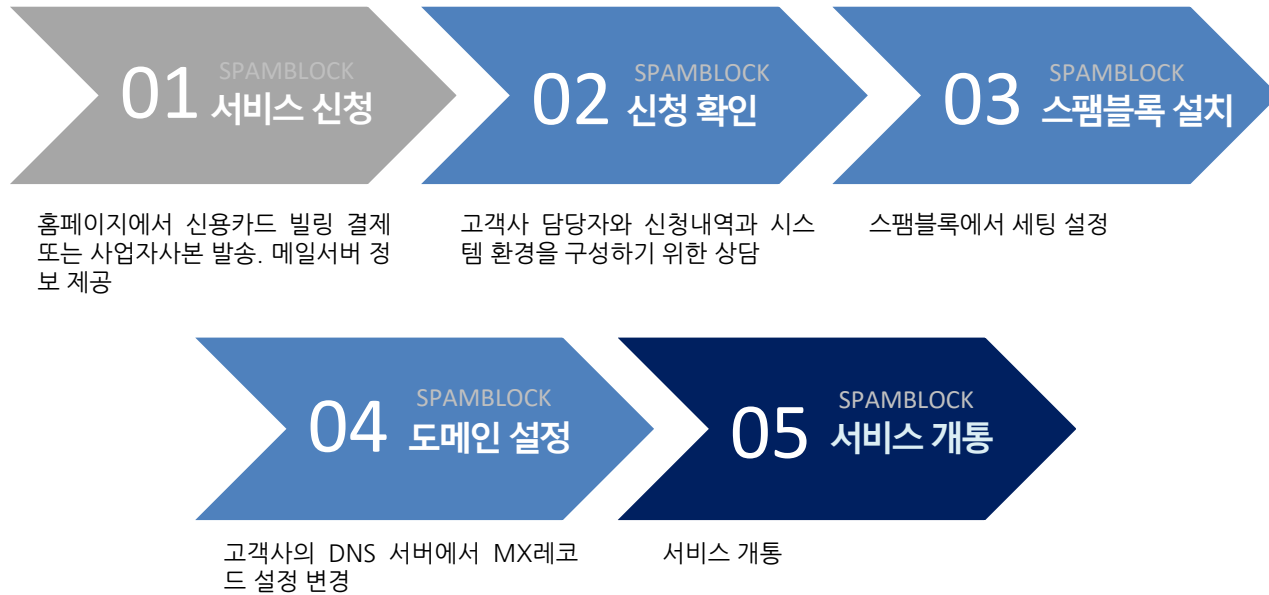 SPAMBLOCK
01 서비스 신청
SPAMBLOCK
02 신청 확인
SPAMBLOCK
03 스팸블록 설치
홈페이지에서 신용카드 빌링 결제
또는 사업자사본 발송. 메일서버 정
보 제공
고객사 담당자와 신청내역과 시스
템 환경을 구성하기 위한 상담
스팸블록에서 세팅 설정
SPAMBLOCK
04 도메인 설정
SPAMBLOCK
05 서비스 개통
고객사의 DNS 서버에서 MX레코
드 설정 변경
서비스 개통